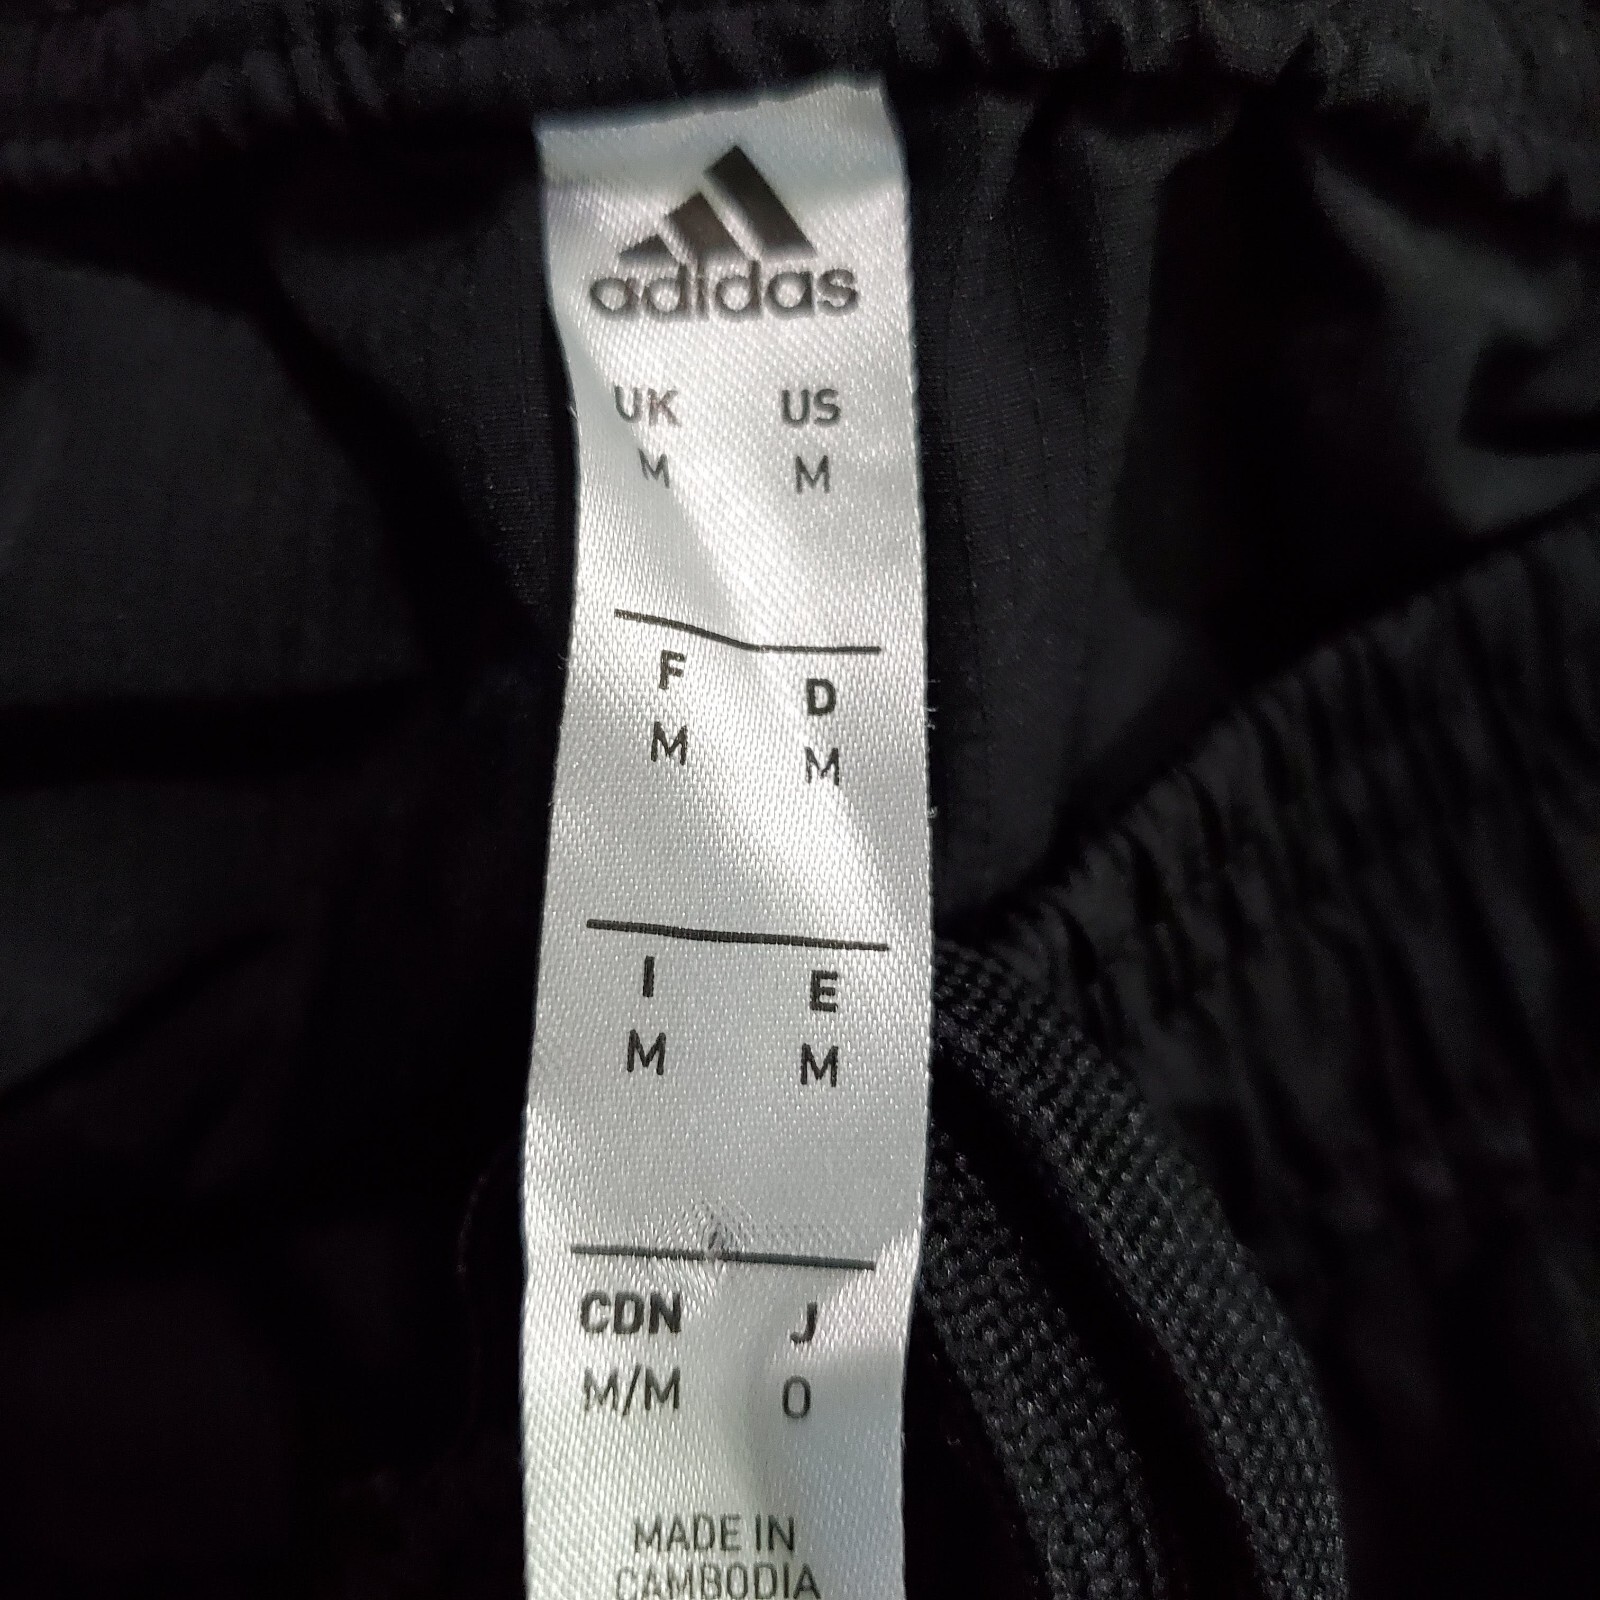 adidas
UK US
M M
F D
M M
I E
M M
CDN J
M/M O
MADE IN
CAMBODIA